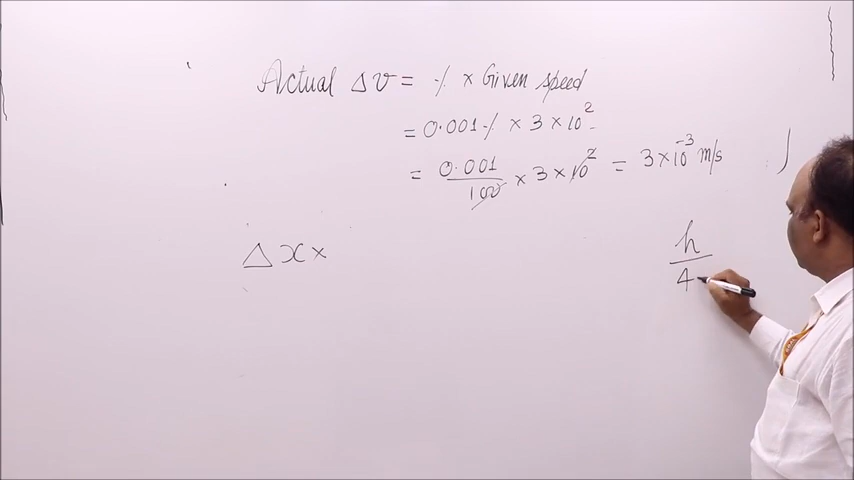 Actual Δv = % × Given speed
= 0.001 % × 3 × 10²
= 0.001/100 × 3 × 10² = 3 × 10⁻³ m/s
Δx × h/4